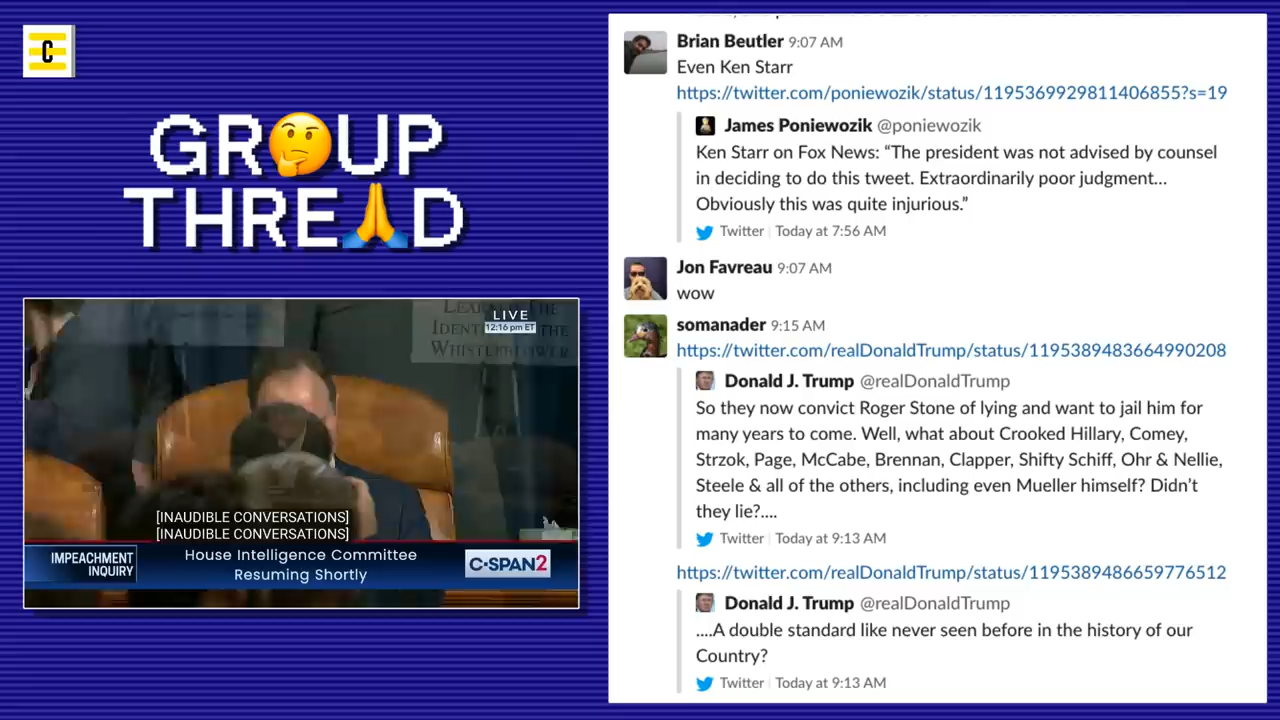 C
GR🤔UP
THRE🙏D
LIVE
12:16 pm ET
THE
IDENT THE
WHISTLEBLOWER
[INAUDIBLE CONVERSATIONS]
[INAUDIBLE CONVERSATIONS]
IMPEACHMENT
INQUIRY
House Intelligence Committee
Resuming Shortly
C-SPAN2
Brian Beutler 9:07 AM
Even Ken Starr
https://twitter.com/poniewozik/status/1195369929811406855?s=19
James Poniewozik @poniewozik
Ken Starr on Fox News: “The president was not advised by counsel
in deciding to do this tweet. Extraordinarily poor judgment…
Obviously this was quite injurious.”
Twitter | Today at 7:56 AM
Jon Favreau 9:07 AM
wow
somanader 9:15 AM
https://twitter.com/realDonaldTrump/status/1195389483664990208
Donald J. Trump @realDonaldTrump
So they now convict Roger Stone of lying and want to jail him for
many years to come. Well, what about Crooked Hillary, Comey,
Strzok, Page, McCabe, Brennan, Clapper, Shifty Schiff, Ohr & Nellie,
Steele & all of the others, including even Mueller himself? Didn’t
they lie?....
Twitter | Today at 9:13 AM
https://twitter.com/realDonaldTrump/status/1195389486659776512
Donald J. Trump @realDonaldTrump
....A double standard like never seen before in the history of our
Country?
Twitter | Today at 9:13 AM